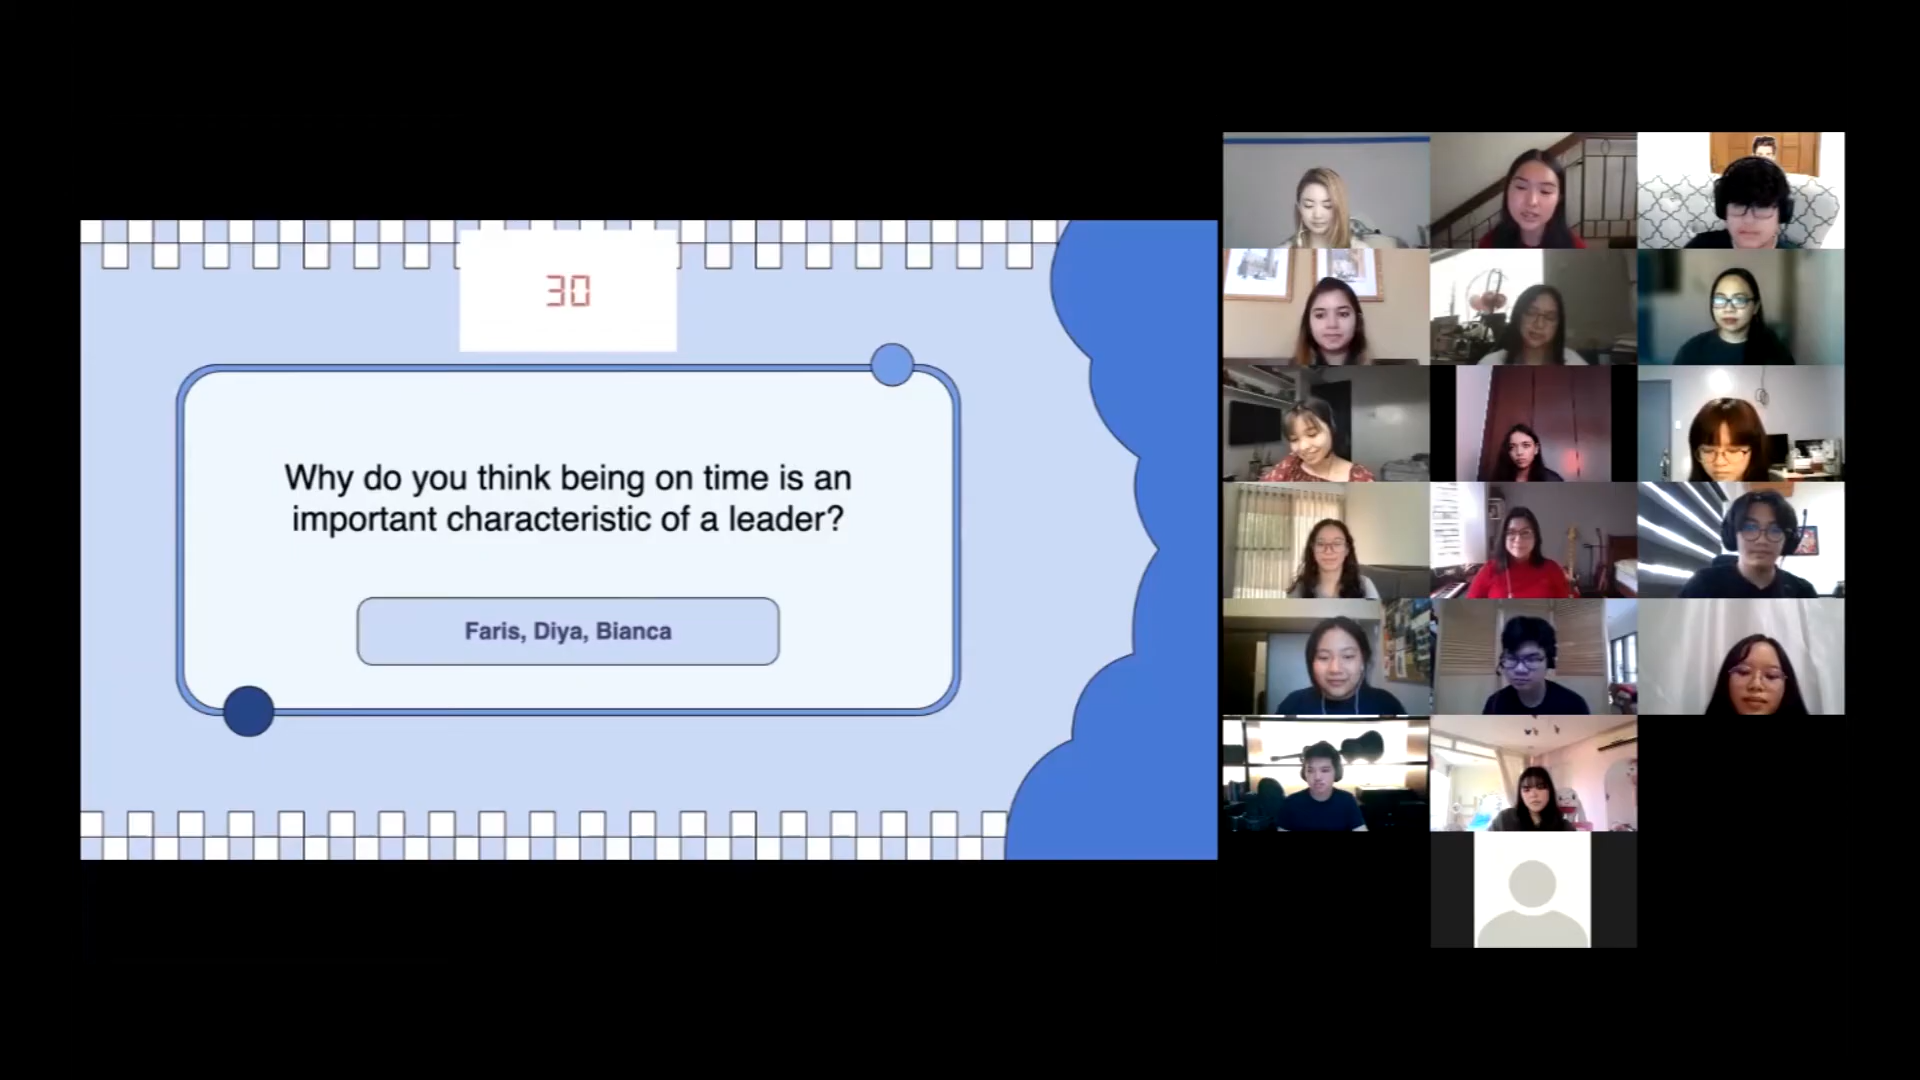 30
Why do you think being on time is an
important characteristic of a leader?
Faris, Diya, Bianca